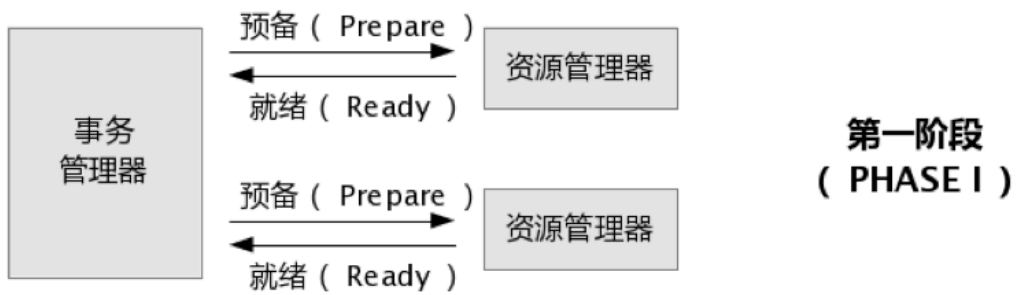 预备（ Prepare ）
资源管理器
就绪（ Ready ）
事务
管理器
第一阶段
（ PHASE I ）
预备（ Prepare ）
资源管理器
就绪（ Ready ）